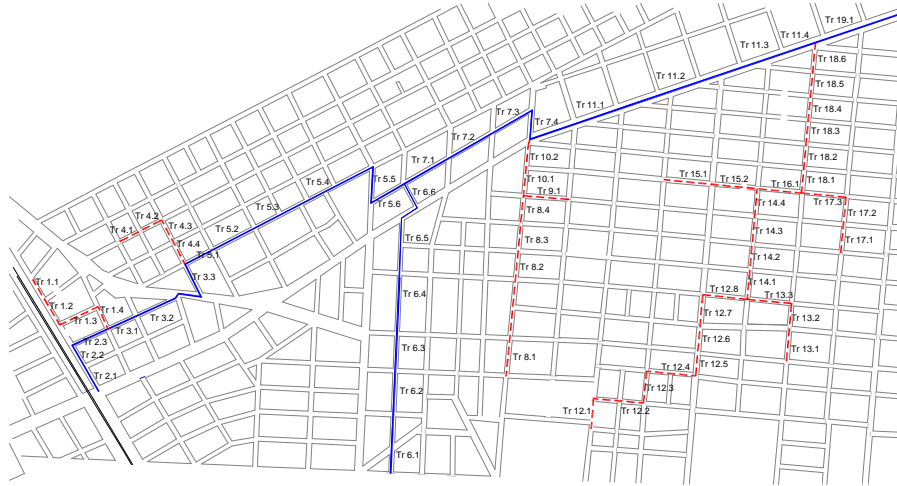 Tr 19.1
Tr 11.4
Tr 11.3
Tr 18.6
Tr 11.2
Tr 18.5
Tr 11.1
Tr 18.4
Tr 7.3
Tr 7.4
Tr 18.3
Tr 7.2
Tr 10.2
Tr 18.2
Tr 7.1
Tr 5.5
Tr 5.4
Tr 10.1
Tr 15.1
Tr 15.2
Tr 16.1
Tr 18.1
Tr 6.6
Tr 9.1
Tr 5.6
Tr 5.3
Tr 14.4
Tr 17.3
Tr 8.4
Tr 17.2
Tr 4.2
Tr 4.3
Tr 4.1
Tr 5.2
Tr 14.3
Tr 6.5
Tr 8.3
Tr 17.1
Tr 4.4
Tr 5.1
Tr 14.2
Tr 8.2
Tr 3.3
Tr 1.1
Tr 14.1
Tr 6.4
Tr 12.8
Tr 13.3
Tr 1.2
Tr 1.4
Tr 12.7
Tr 3.2
Tr 13.2
Tr 1.3
Tr 3.1
Tr 2.3
Tr 12.6
Tr 6.3
Tr 13.1
Tr 2.2
Tr 8.1
Tr 12.5
Tr 12.4
Tr 2.1
Tr 12.3
Tr 6.2
Tr 12.1
Tr 12.2
Tr 6.1